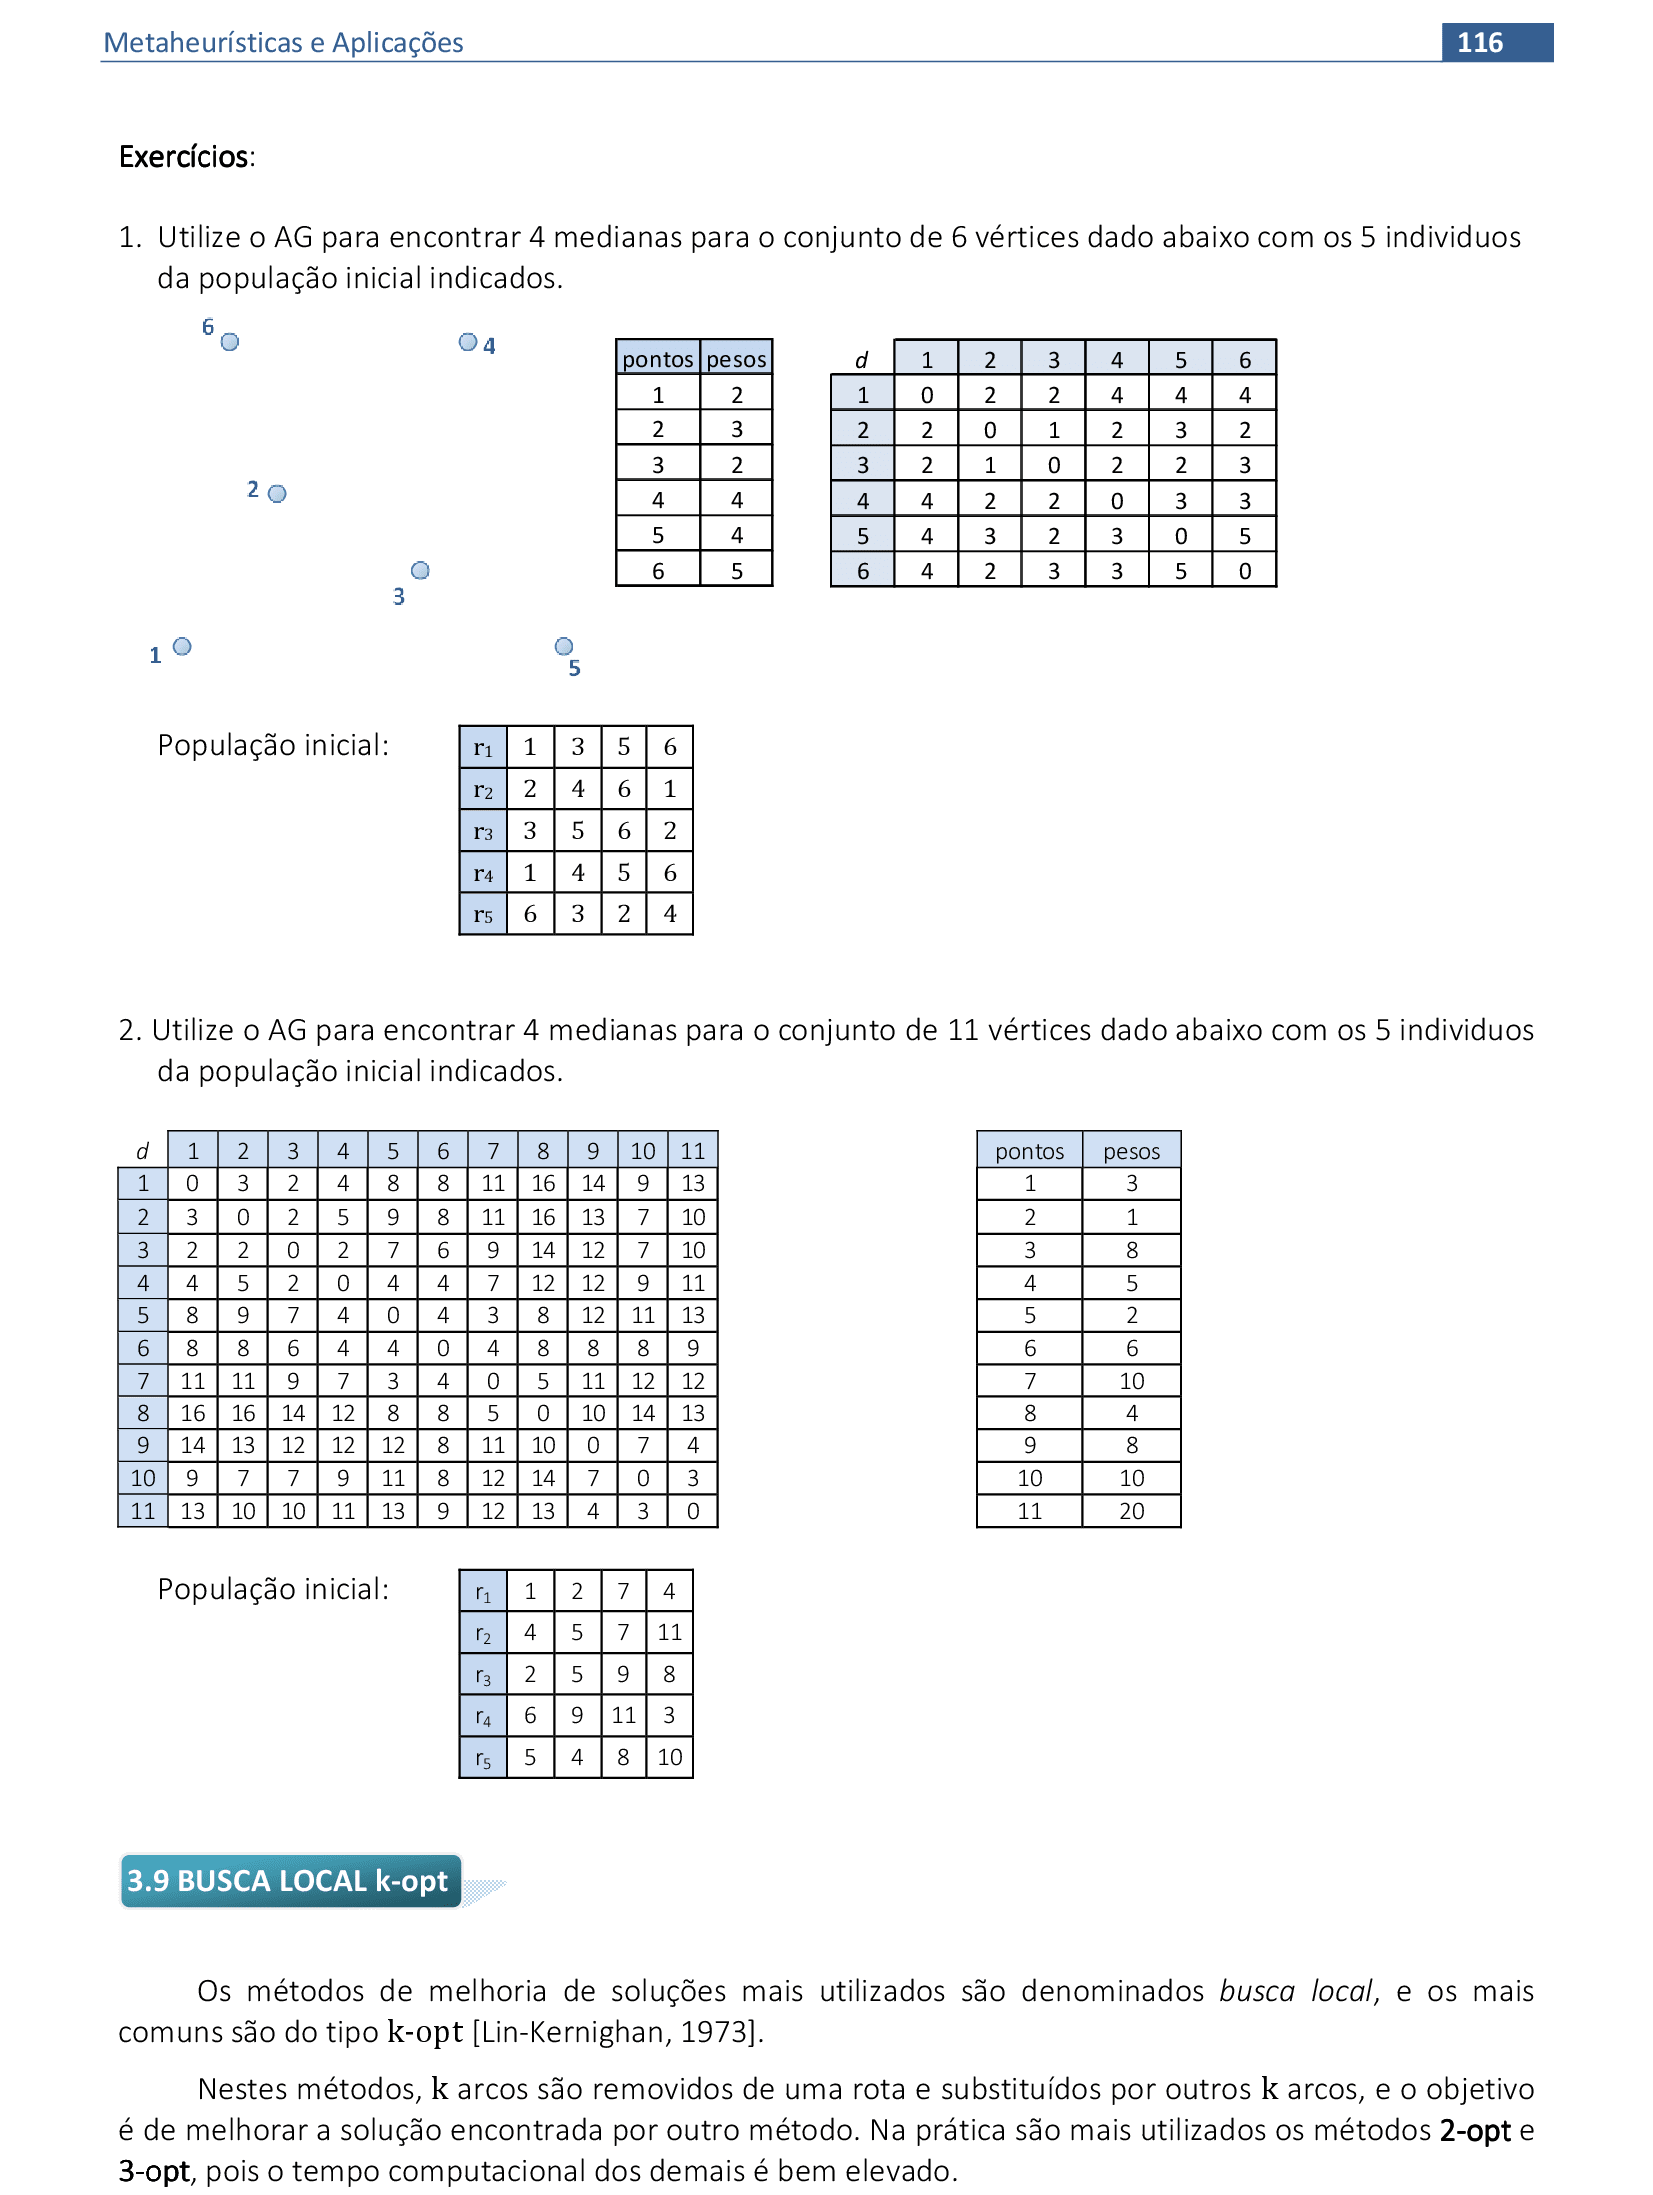 Metaheurísticas e Aplicações 116
Exercícios:
1. Utilize o AG para encontrar 4 medianas para o conjunto de 6 vértices dado abaixo com os 5 individuos
da população inicial indicados.
6
4
2
3
1
5
pontos pesos
1 2
2 3
3 2
4 4
5 4
6 5
d 1 2 3 4 5 6
1 0 2 2 4 4 4
2 2 0 1 2 3 2
3 2 1 0 2 2 3
4 4 2 2 0 3 3
5 4 3 2 3 0 5
6 4 2 3 3 5 0
População inicial:
r1 1 3 5 6
r2 2 4 6 1
r3 3 5 6 2
r4 1 4 5 6
r5 6 3 2 4
2. Utilize o AG para encontrar 4 medianas para o conjunto de 11 vértices dado abaixo com os 5 individuos
da população inicial indicados.
d 1 2 3 4 5 6 7 8 9 10 11
1 0 3 2 4 8 8 11 16 14 9 13
2 3 0 2 5 9 8 11 16 13 7 10
3 2 2 0 2 7 6 9 14 12 7 10
4 4 5 2 0 4 4 7 12 12 9 11
5 8 9 7 4 0 4 3 8 12 11 13
6 8 8 6 4 4 0 4 8 8 8 9
7 11 11 9 7 3 4 0 5 11 12 12
8 16 16 14 12 8 8 5 0 10 14 13
9 14 13 12 12 12 8 11 10 0 7 4
10 9 7 7 9 11 8 12 14 7 0 3
11 13 10 10 11 13 9 12 13 4 3 0
pontos pesos
1 3
2 1
3 8
4 5
5 2
6 6
7 10
8 4
9 8
10 10
11 20
População inicial:
r1 1 2 7 4
r2 4 5 7 11
r3 2 5 9 8
r4 6 9 11 3
r5 5 4 8 10
3.9 BUSCA LOCAL k-opt
Os métodos de melhoria de soluções mais utilizados são denominados busca local, e os mais
comuns são do tipo k-opt [Lin-Kernighan, 1973].
Nestes métodos, k arcos são removidos de uma rota e substituídos por outros k arcos, e o objetivo
é de melhorar a solução encontrada por outro método. Na prática são mais utilizados os métodos 2-opt e
3-opt, pois o tempo computacional dos demais é bem elevado.